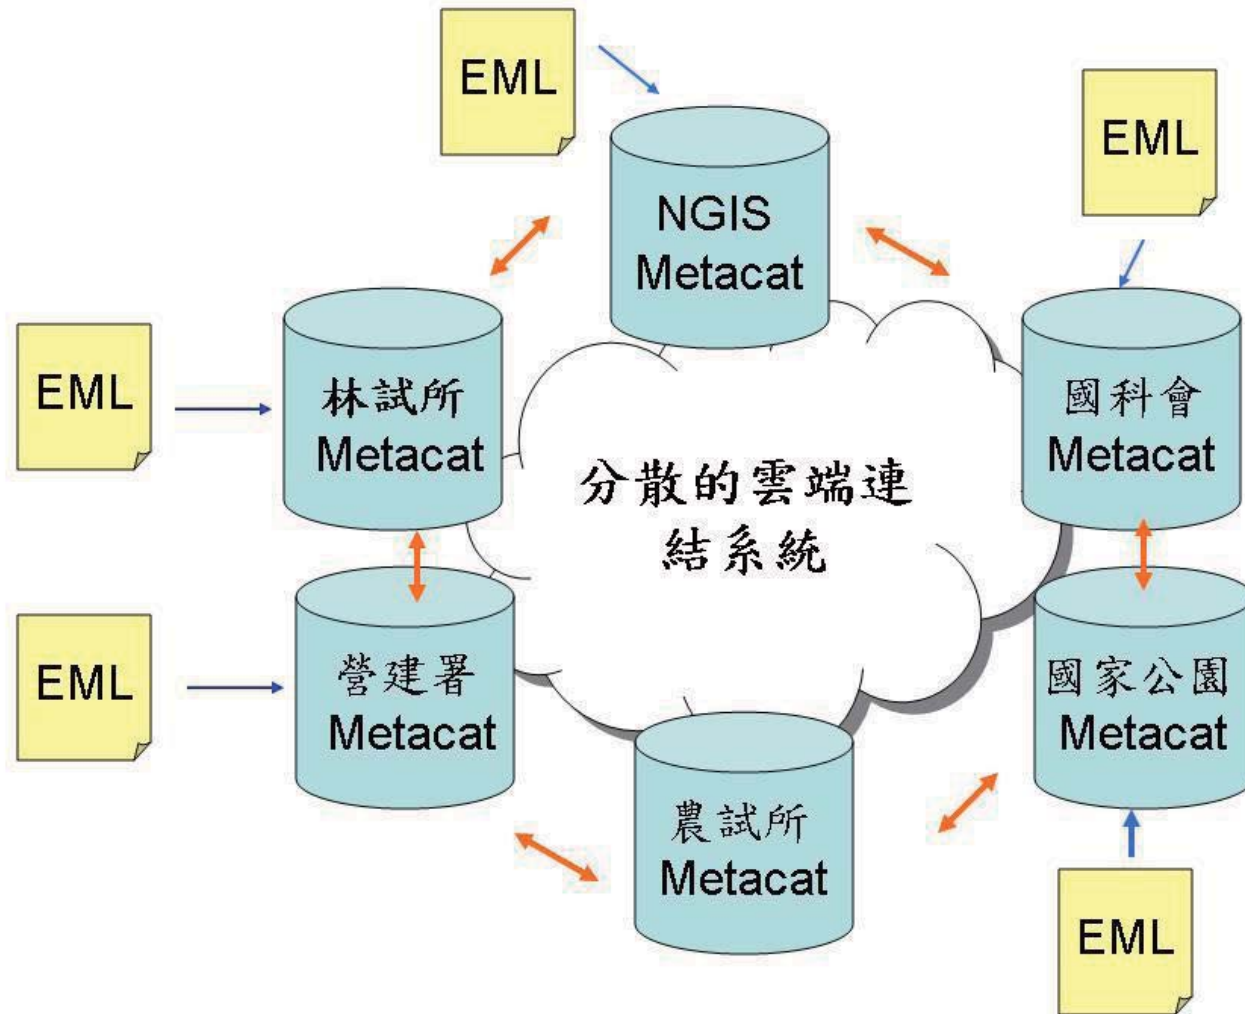 EML
EML
NGIS
Metacat
EML
林試所
Metacat
國科會
Metacat
分散的雲端連
結系統
EML
營建署
Metacat
國家公園
Metacat
農試所
Metacat
EML